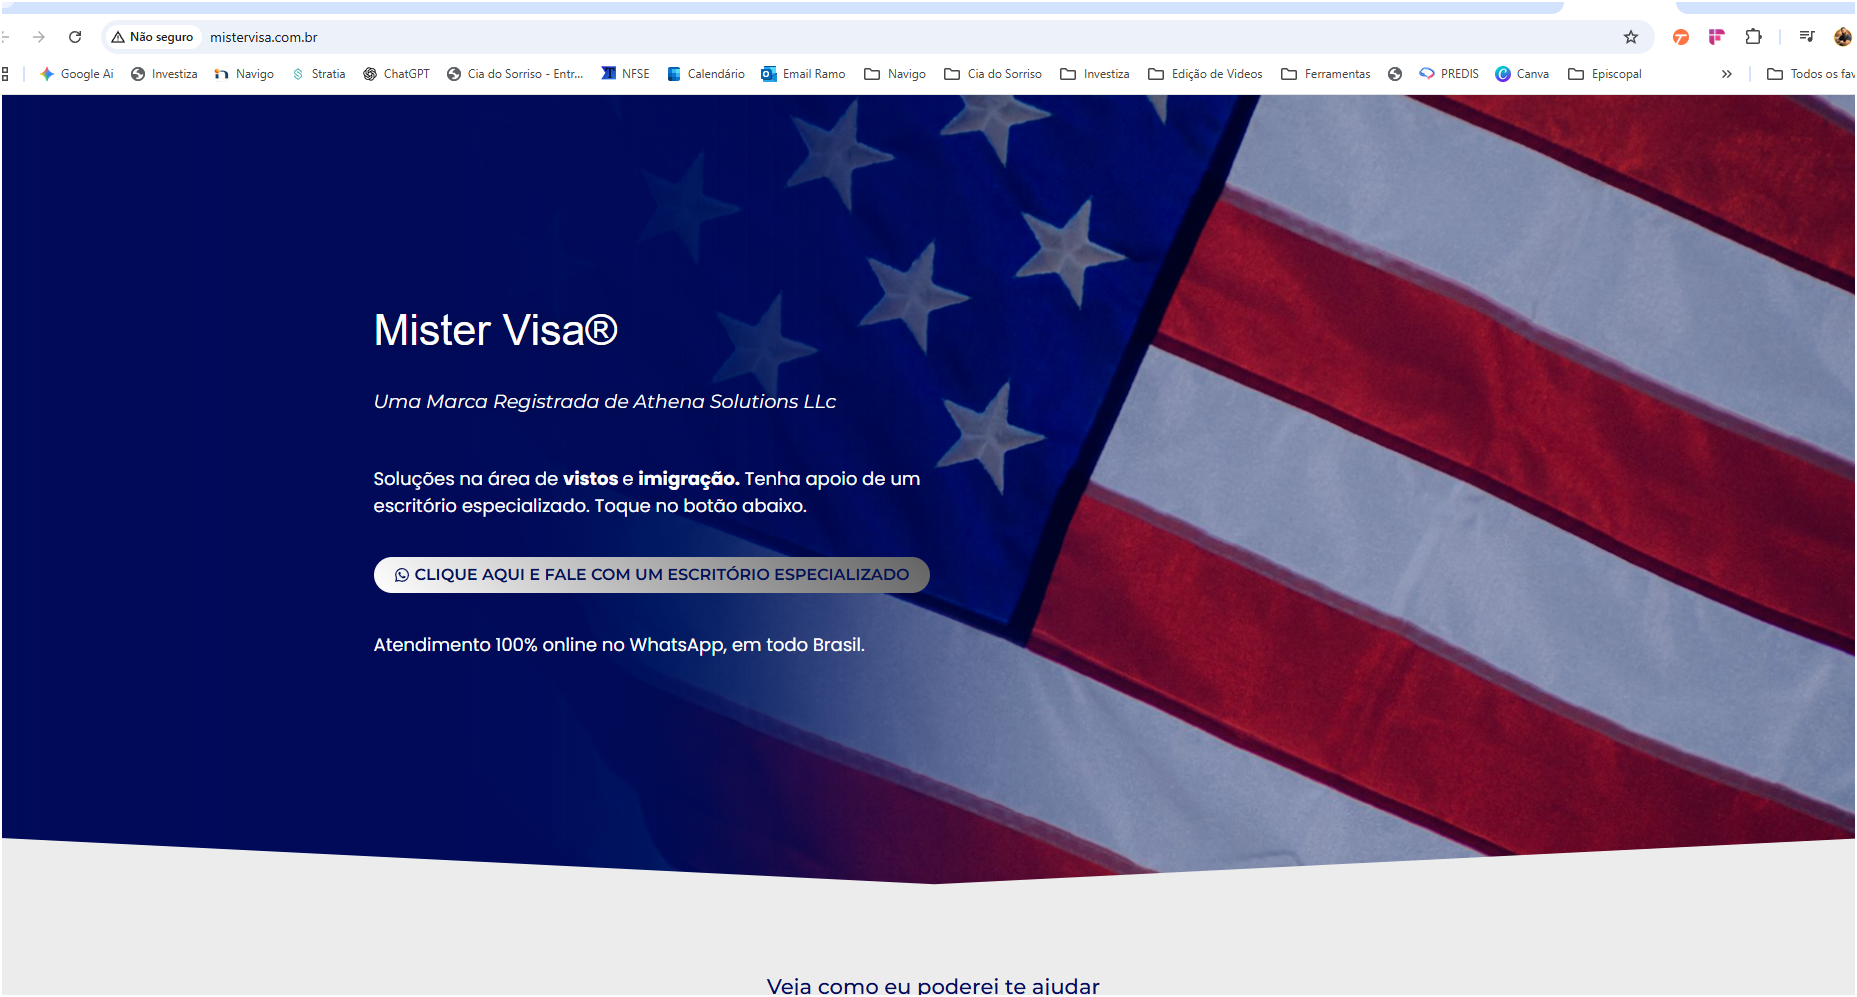 Não seguro
mistervisa.com.br
Google Ai
Investiza
Navigo
Stratia
ChatGPT
Cia do Sorriso - Entr...
NFSE
Calendário
Email Ramo
Navigo
Cia do Sorriso
Investiza
Edição de Videos
Ferramentas
PREDIS
Canva
Episcopal
Todos os fav
Mister Visa®
Uma Marca Registrada de Athena Solutions LLc
Soluções na área de vistos e imigração. Tenha apoio de um
escritório especializado. Toque no botão abaixo.
CLIQUE AQUI E FALE COM UM ESCRITÓRIO ESPECIALIZADO
Atendimento 100% online no WhatsApp, em todo Brasil.
Veja como eu poderei te ajudar